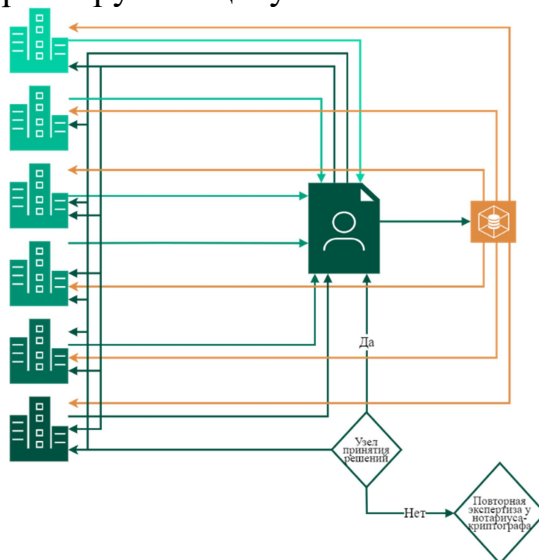 Да
Узел
принятия
решений
Нет
Повторная
экспертиза у
нотариуса-
криптографа